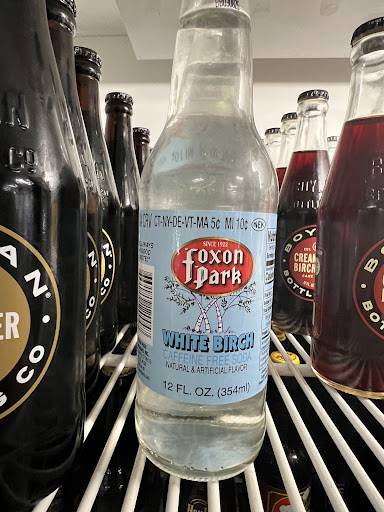 CT-NY-DE-VT-MA 5¢ MI 10¢
SINCE 1922
foxon
Park
WHITE BIRCH
CAFFEINE FREE SODA
NATURAL & ARTIFICIAL FLAVOR
12 FL. OZ. (354ml)
BOTTL
CREAM
BIRCH